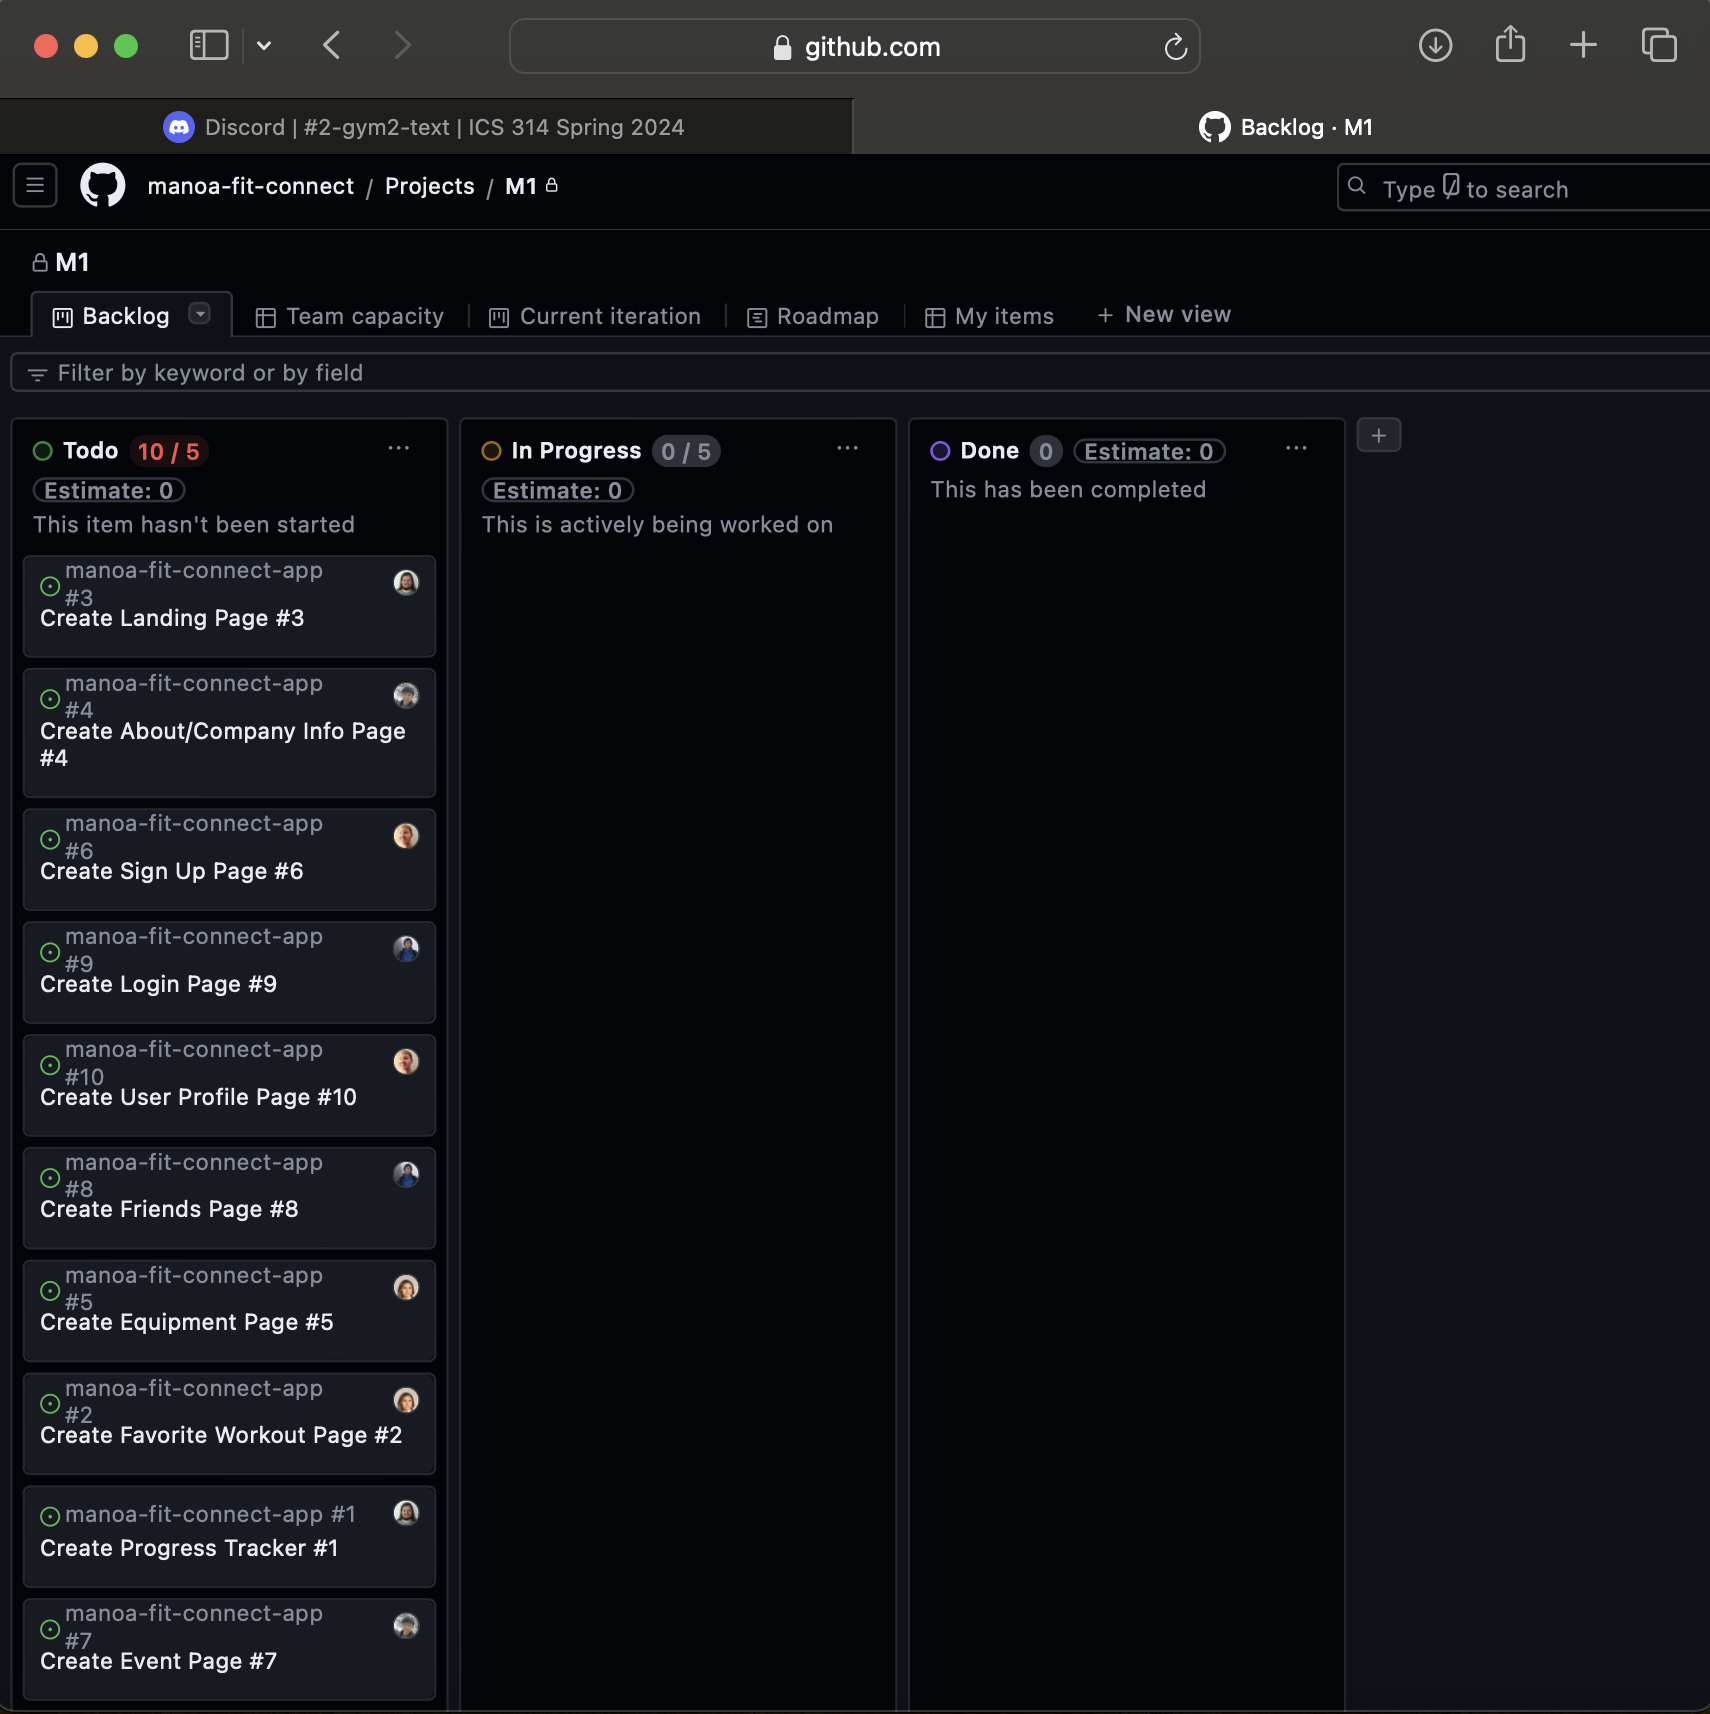 github.com
Discord | #2-gym2-text | ICS 314 Spring 2024
Backlog · M1
manoa-fit-connect / Projects / M1
Type / to search
M1
Backlog
Team capacity
Current iteration
Roadmap
My items
+ New view
Filter by keyword or by field
Todo 10 / 5 ...
Estimate: 0
This item hasn't been started
manoa-fit-connect-app
#3
Create Landing Page #3
manoa-fit-connect-app
#4
Create About/Company Info Page
#4
manoa-fit-connect-app
#6
Create Sign Up Page #6
manoa-fit-connect-app
#9
Create Login Page #9
manoa-fit-connect-app
#10
Create User Profile Page #10
manoa-fit-connect-app
#8
Create Friends Page #8
manoa-fit-connect-app
#5
Create Equipment Page #5
manoa-fit-connect-app
#2
Create Favorite Workout Page #2
manoa-fit-connect-app #1
Create Progress Tracker #1
manoa-fit-connect-app
#7
Create Event Page #7
In Progress 0 / 5 ...
Estimate: 0
This is actively being worked on
Done 0 Estimate: 0 ...
This has been completed